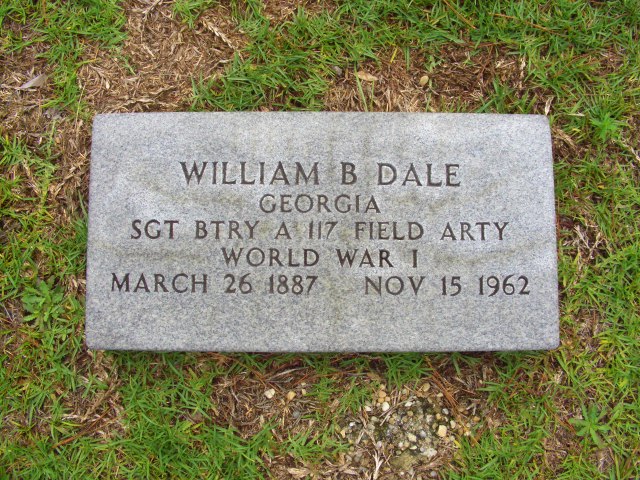 WILLIAM B DALE
GEORGIA
SGT BTRY A 117 FIELD ARTY
WORLD WAR I
MARCH 26 1887 NOV 15 1962